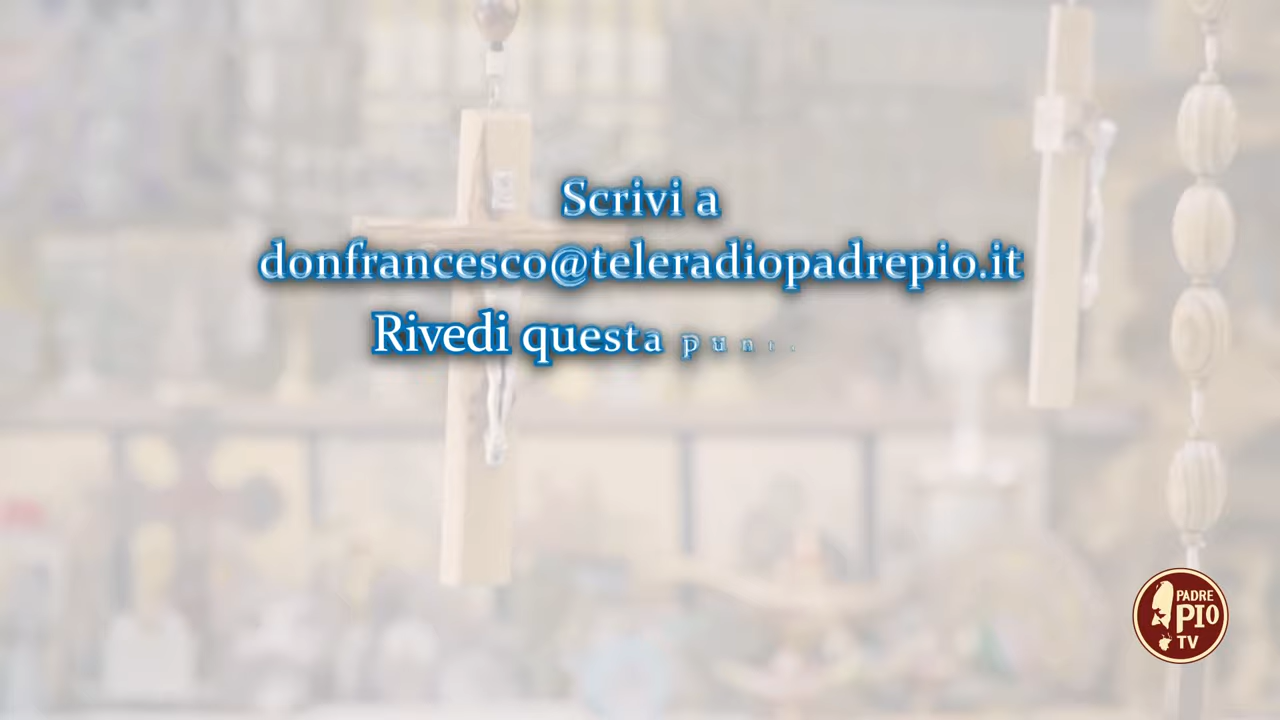 Scrivi a
donfrancesco@teleradiopadrepio.it
Rivedi questa
PADRE
PIO
TV